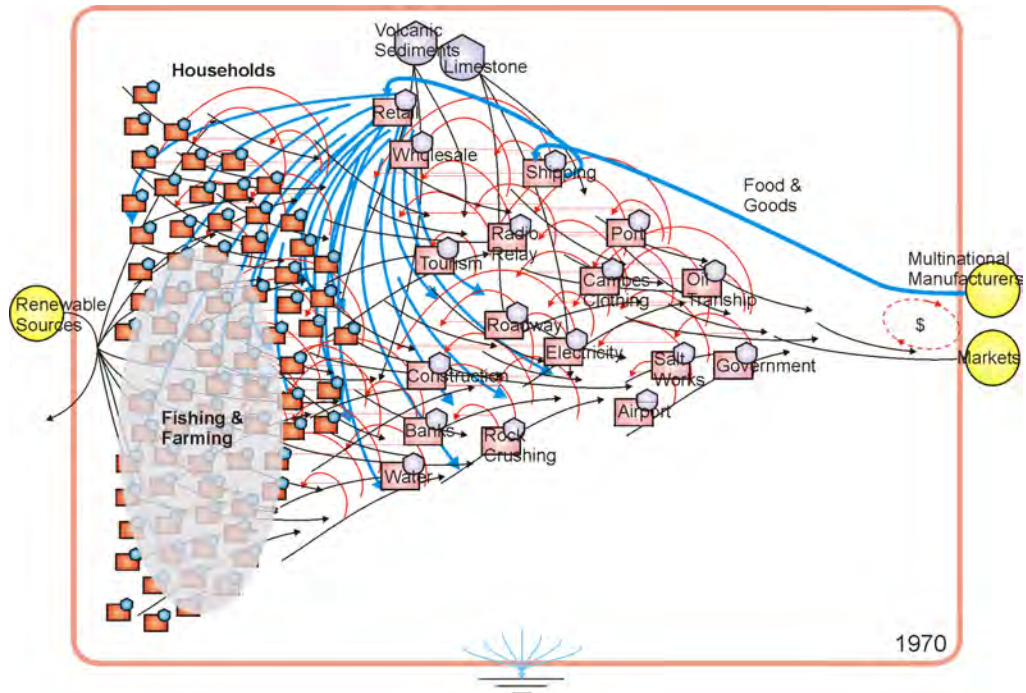 Volcanic
Sediments
Limestone
Households
Retail
Wholesale
Shipping
Food &
Goods
Radio
Relay
Port
Tourism
Multinational
Manufacturers
Campes
Clothing
Oil
Tranship
Renewable
Sources
$
Roadway
Electricity
Markets
Salt
Works
Government
Construction
Airport
Fishing &
Farming
Banks
Rock
Crushing
Water
1970